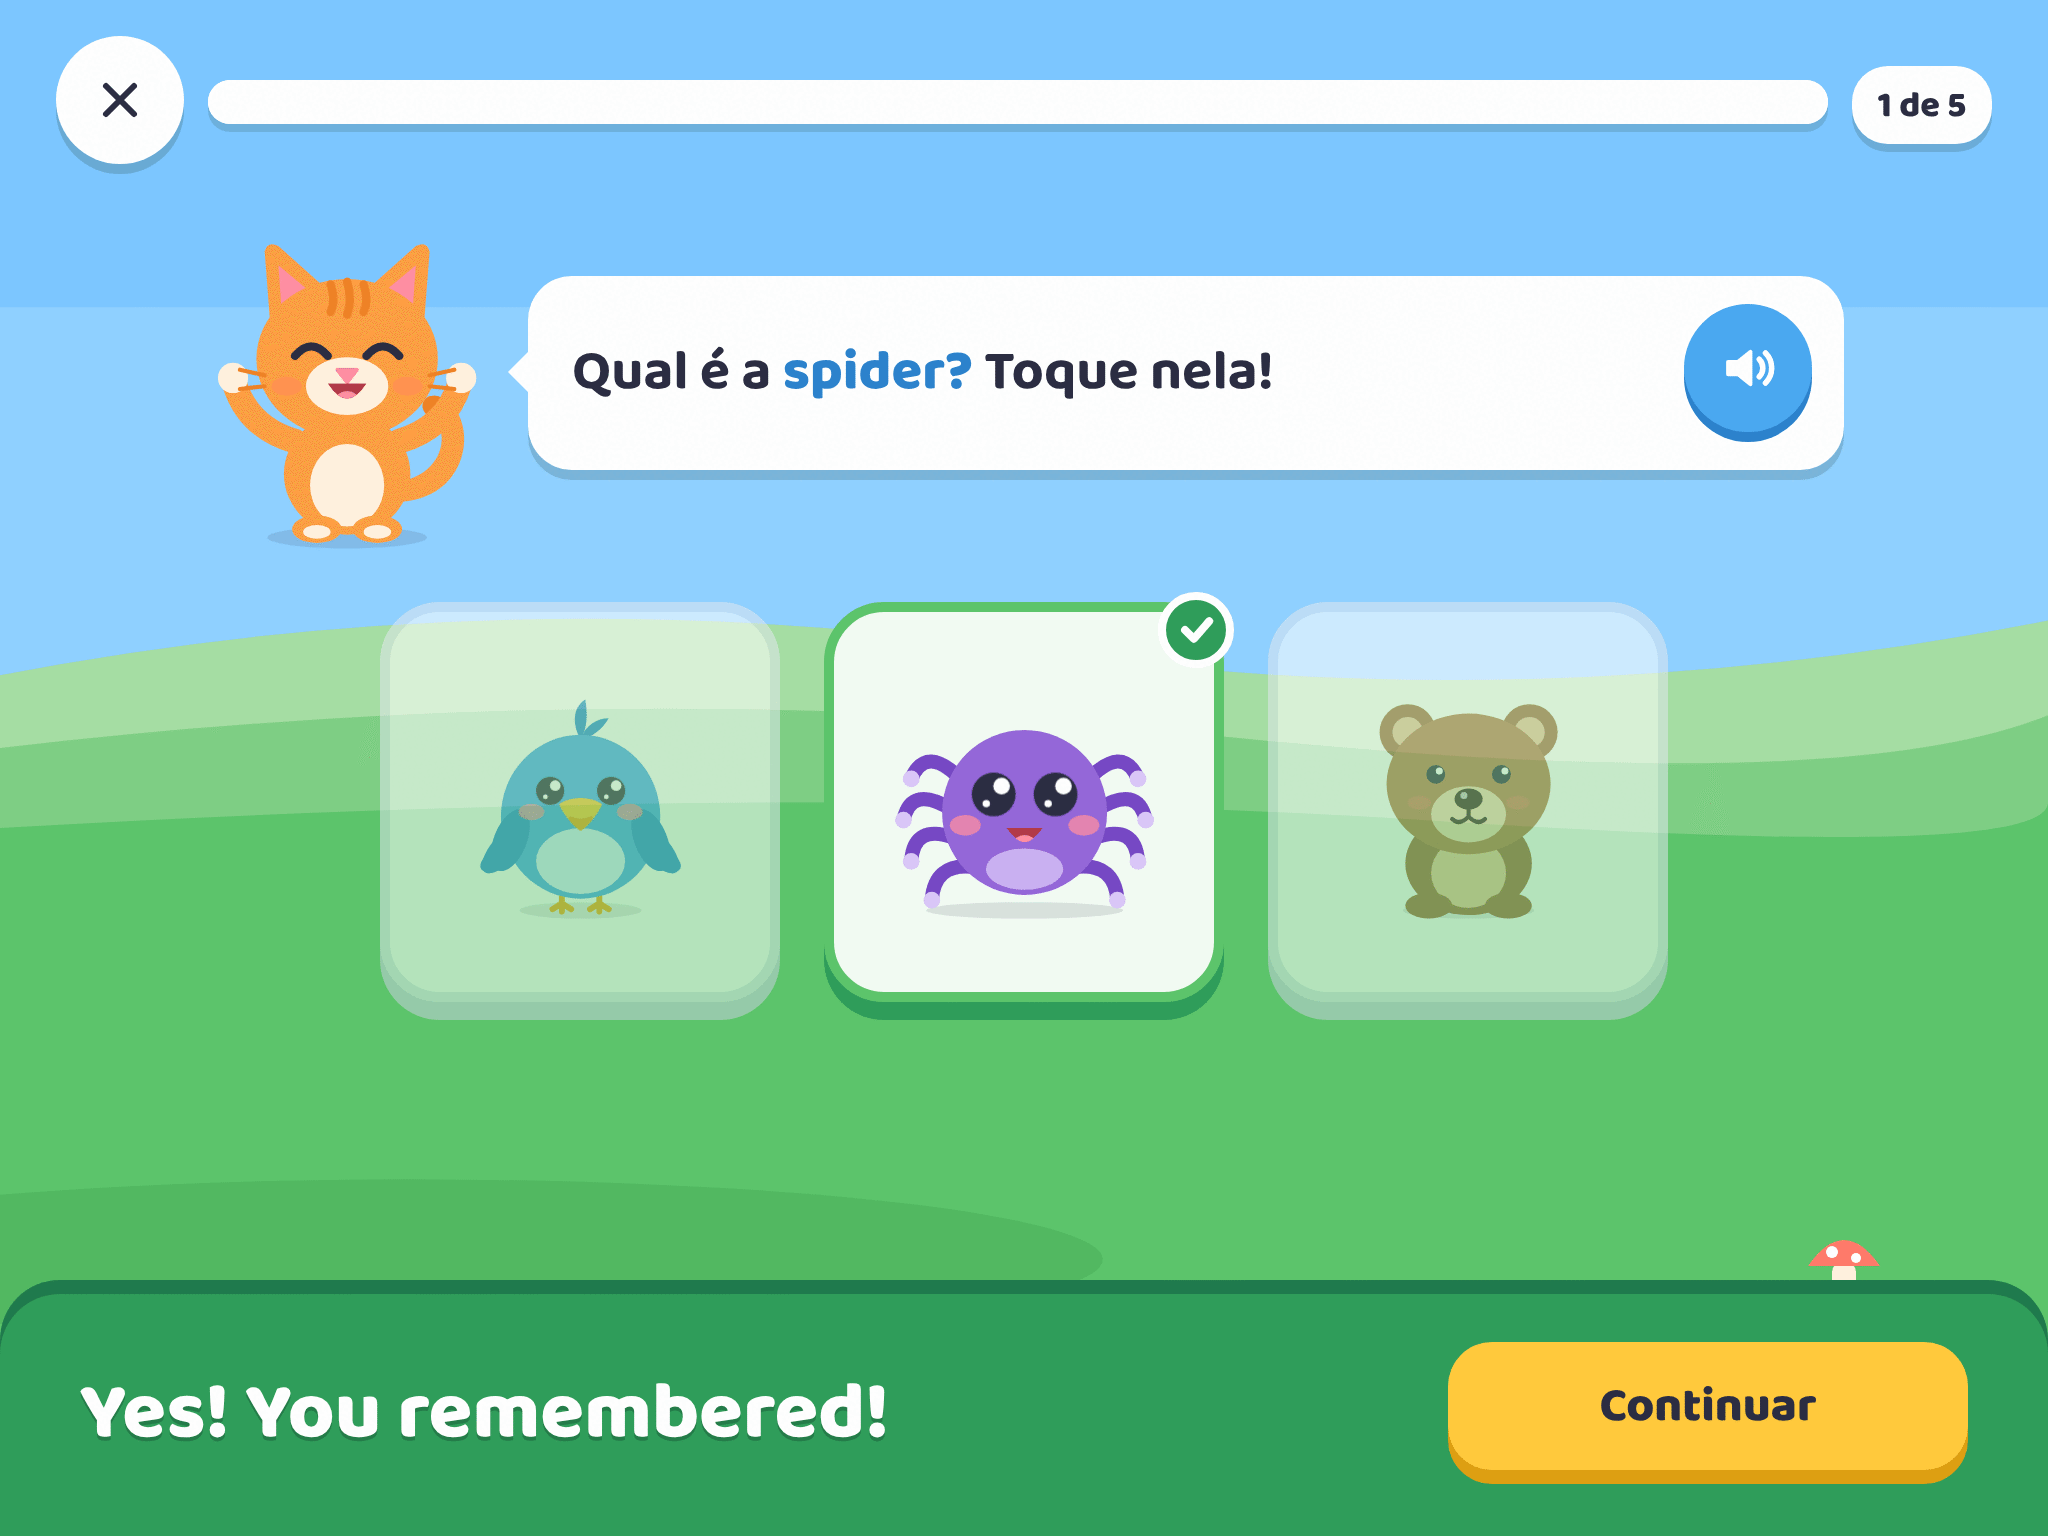 1 de 5
Qual é a spider? Toque nela!
Yes! You remembered!
Continuar